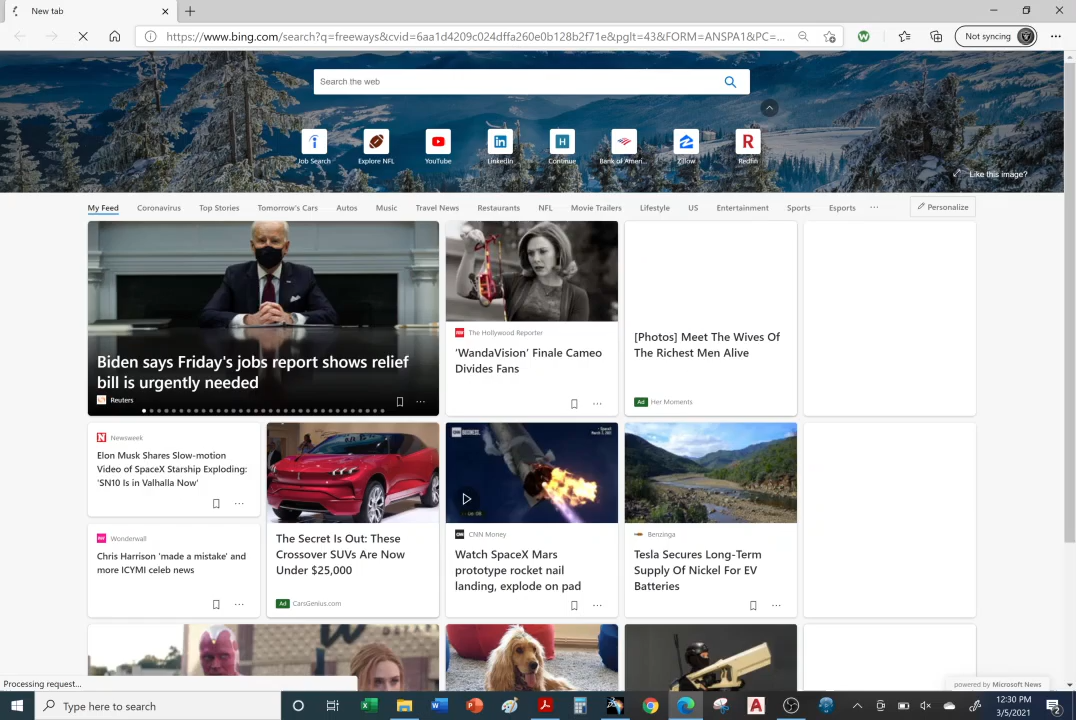 New tab
https://www.bing.com/search?q=freeways&cvid=6aa1d4209c024dffa260e0b128b2f71e&pglt=43&FORM=ANSPA1&PC=...
Not syncing
Search the web
Job Search
Explore NFL
YouTube
LinkedIn
Continue
Bank of Ameri...
Zillow
Redfin
Like this image?
My Feed
Coronavirus
Top Stories
Tomorrow's Cars
Autos
Music
Travel News
Restaurants
NFL
Movie Trailers
Lifestyle
US
Entertainment
Sports
Esports
...
Personalize
Biden says Friday's jobs report shows relief
bill is urgently needed
Reuters
The Hollywood Reporter
'WandaVision' Finale Cameo
Divides Fans
[Photos] Meet The Wives Of
The Richest Men Alive
Ad Her Moments
Newsweek
Elon Musk Shares Slow-motion
Video of SpaceX Starship Exploding:
'SN10 Is in Valhalla Now'
Wonderwall
Chris Harrison 'made a mistake' and
more ICYMI celeb news
The Secret Is Out: These
Crossover SUVs Are Now
Under $25,000
Ad CarsGenius.com
CNN Money
Watch SpaceX Mars
prototype rocket nail
landing, explode on pad
Benzinga
Tesla Secures Long-Term
Supply Of Nickel For EV
Batteries
Processing request...
powered by Microsoft News
Type here to search
12:30 PM
3/5/2021
2